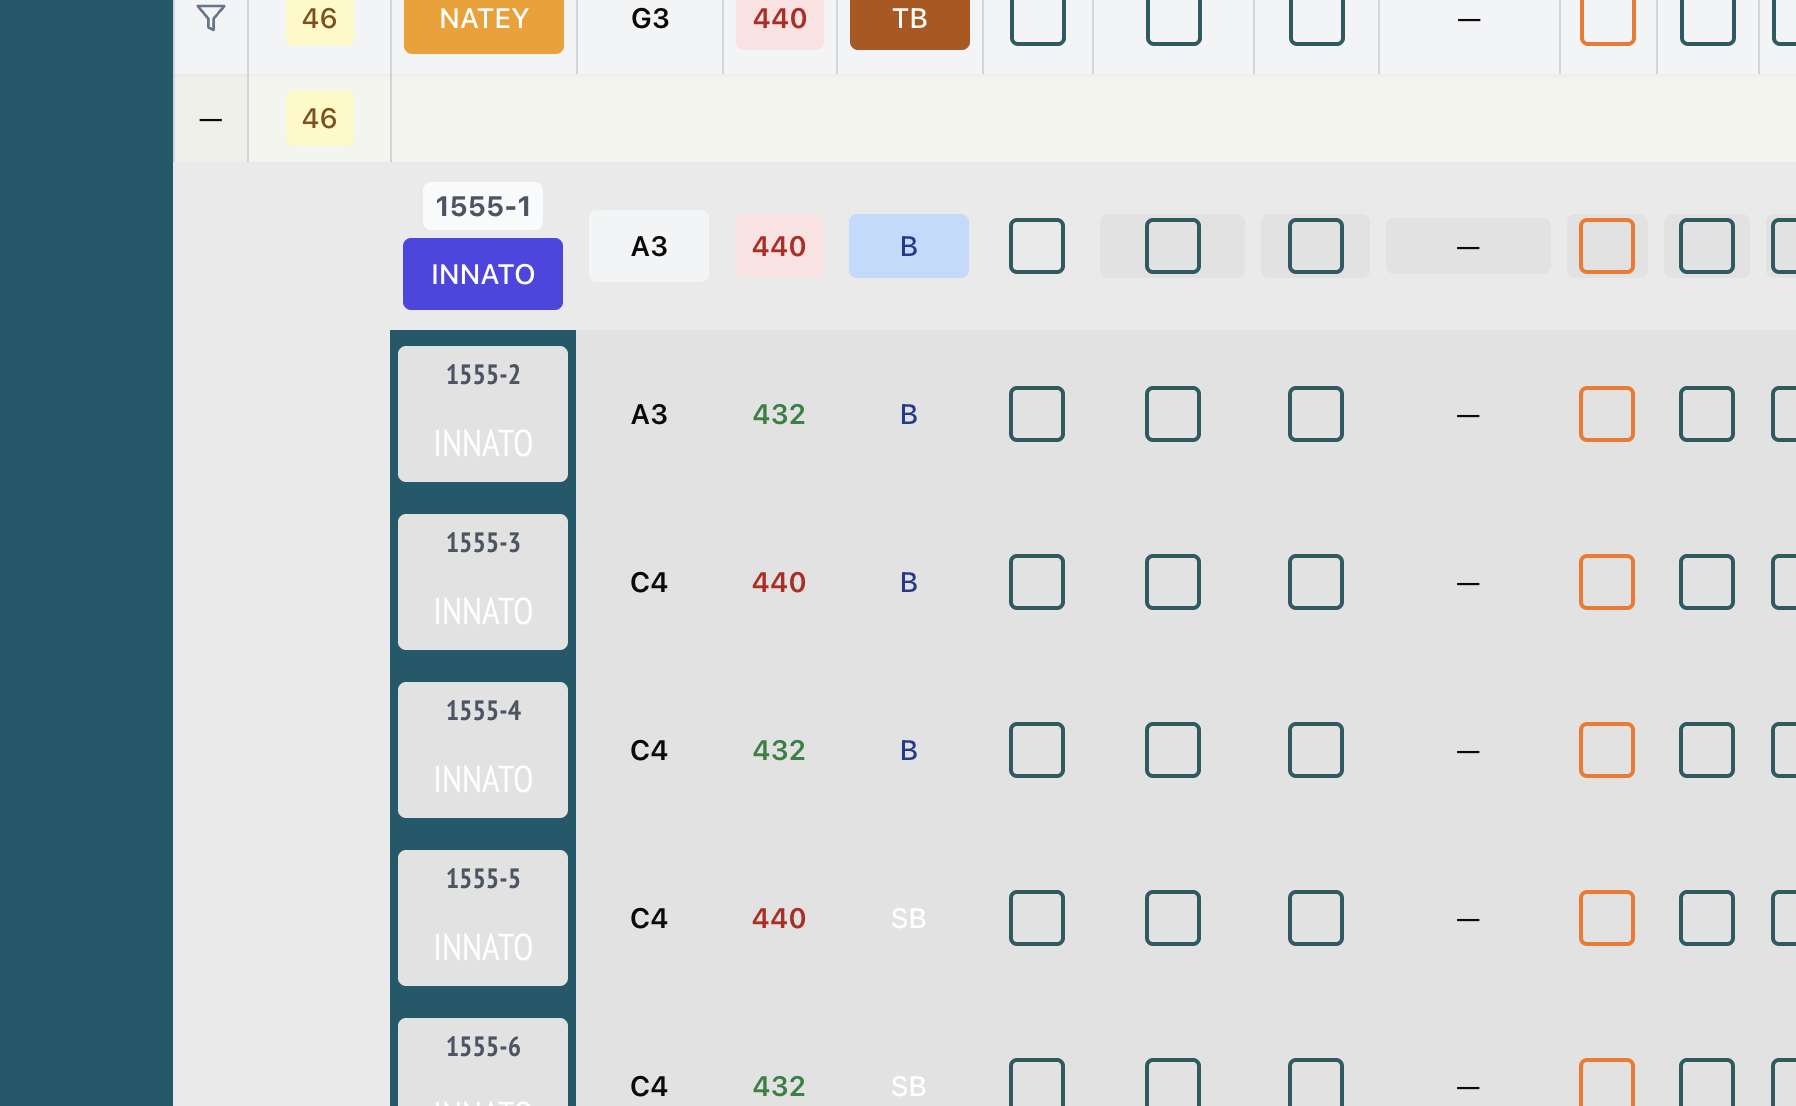 46 NATEY G3 440 TB —
— 46
1555-1
INNATO A3 440 B —
1555-2
INNATO A3 432 B —
1555-3
INNATO C4 440 B —
1555-4
INNATO C4 432 B —
1555-5
INNATO C4 440 SB —
1555-6
INNATO C4 432 SB —